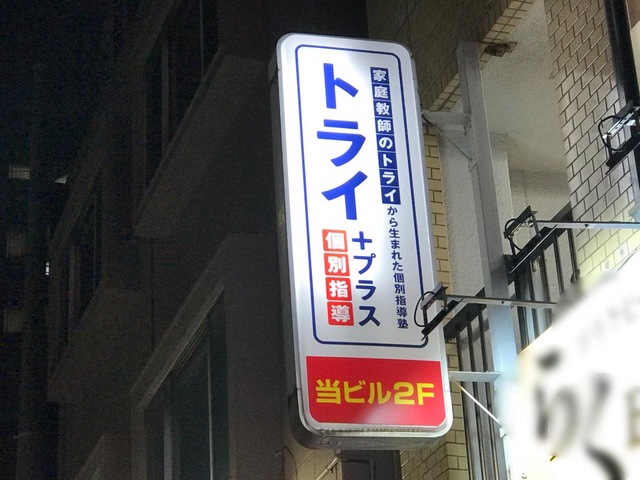 家庭教師のトライから生まれた個別指導塾
トライ+プラス
個別指導
当ビル2F